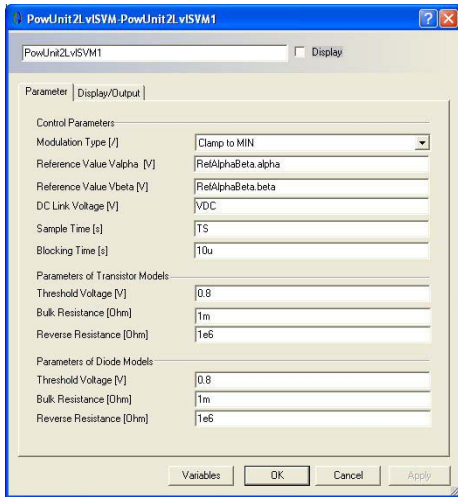 PowUnit2LvlSVM-PowUnit2LvlSVM1
PowUnit2LvlSVM1
Display
Parameter Display/Output
Control Parameters
Modulation Type [/] Clamp to MIN
Reference Value Valpha [V] RefAlphaBeta.alpha
Reference Value Vbeta [V] RefAlphaBeta.beta
DC Link Voltage [V] VDC
Sample Time [s] TS
Blocking Time [s] 10u
Parameters of Transistor Models
Threshold Voltage [V] 0.8
Bulk Resistance [Ohm] 1m
Reverse Resistance [Ohm] 1e6
Parameters of Diode Models
Threshold Voltage [V] 0.8
Bulk Resistance [Ohm] 1m
Reverse Resistance [Ohm] 1e6
Variables OK Cancel Apply